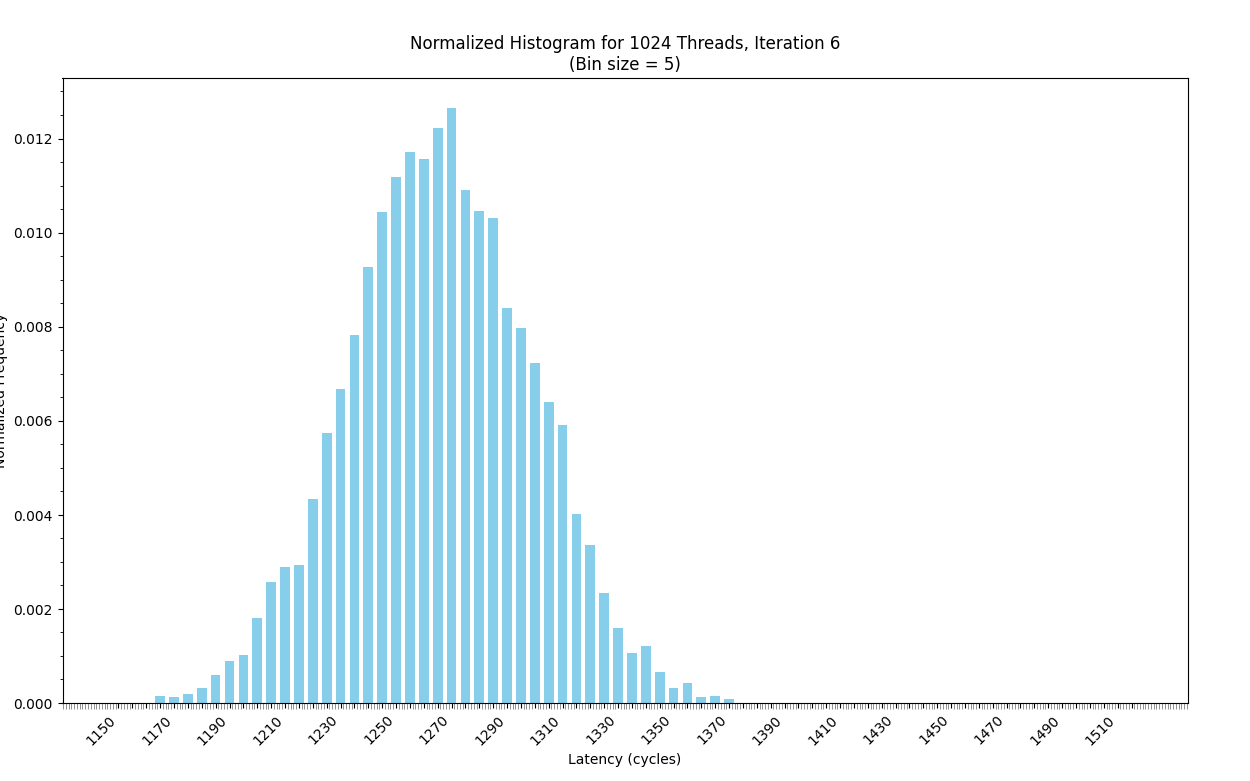 Normalized Histogram for 1024 Threads, Iteration 6
(Bin size = 5)
0.012
0.010
0.008
0.006
0.004
0.002
0.000
Normalized Frequency
1150 1170 1190 1210 1230 1250 1270 1290 1310 1330 1350 1370 1390 1410 1430 1450 1470 1490 1510
Latency (cycles)